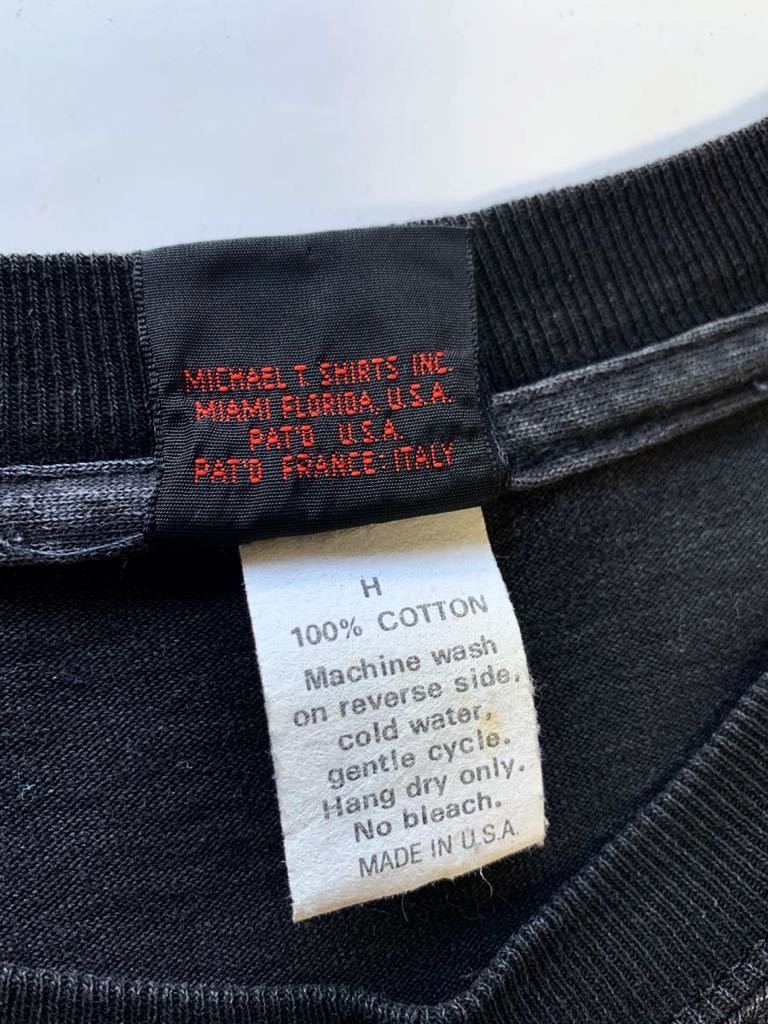 MICHAEL T. SHIRTS INC.
MIAMI FLORIDA, U.S.A.
PAT'D U.S.A.
PAT'D FRANCE-ITALY
H
100% COTTON
Machine wash
on reverse side,
cold water,
gentle cycle.
Hang dry only.
No bleach.
MADE IN U.S.A.